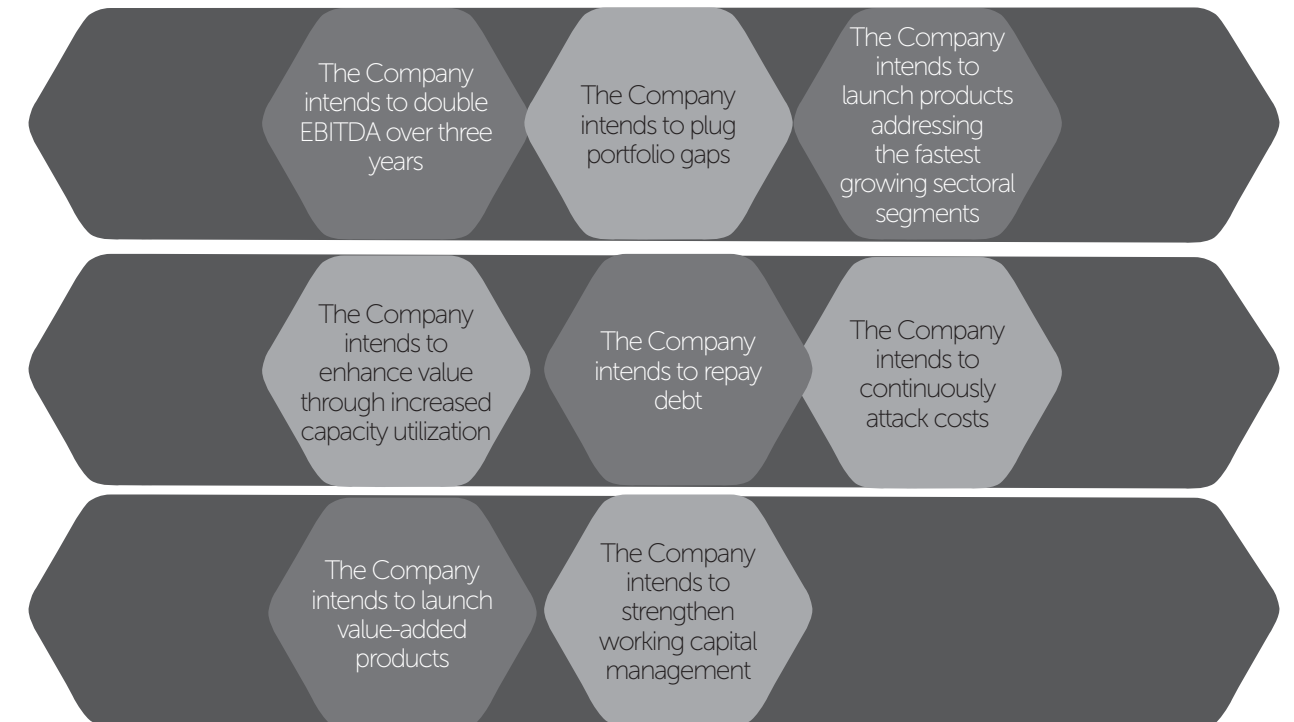 The Company
intends to double
EBITDA over three
years
The Company
intends to plug
portfolio gaps
The Company
intends to
launch products
addressing
the fastest
growing sectoral
segments
The Company
intends to
enhance value
through increased
capacity utilization
The Company
intends to repay
debt
The Company
intends to
continuously
attack costs
The Company
intends to launch
value-added
products
The Company
intends to
strengthen
working capital
management